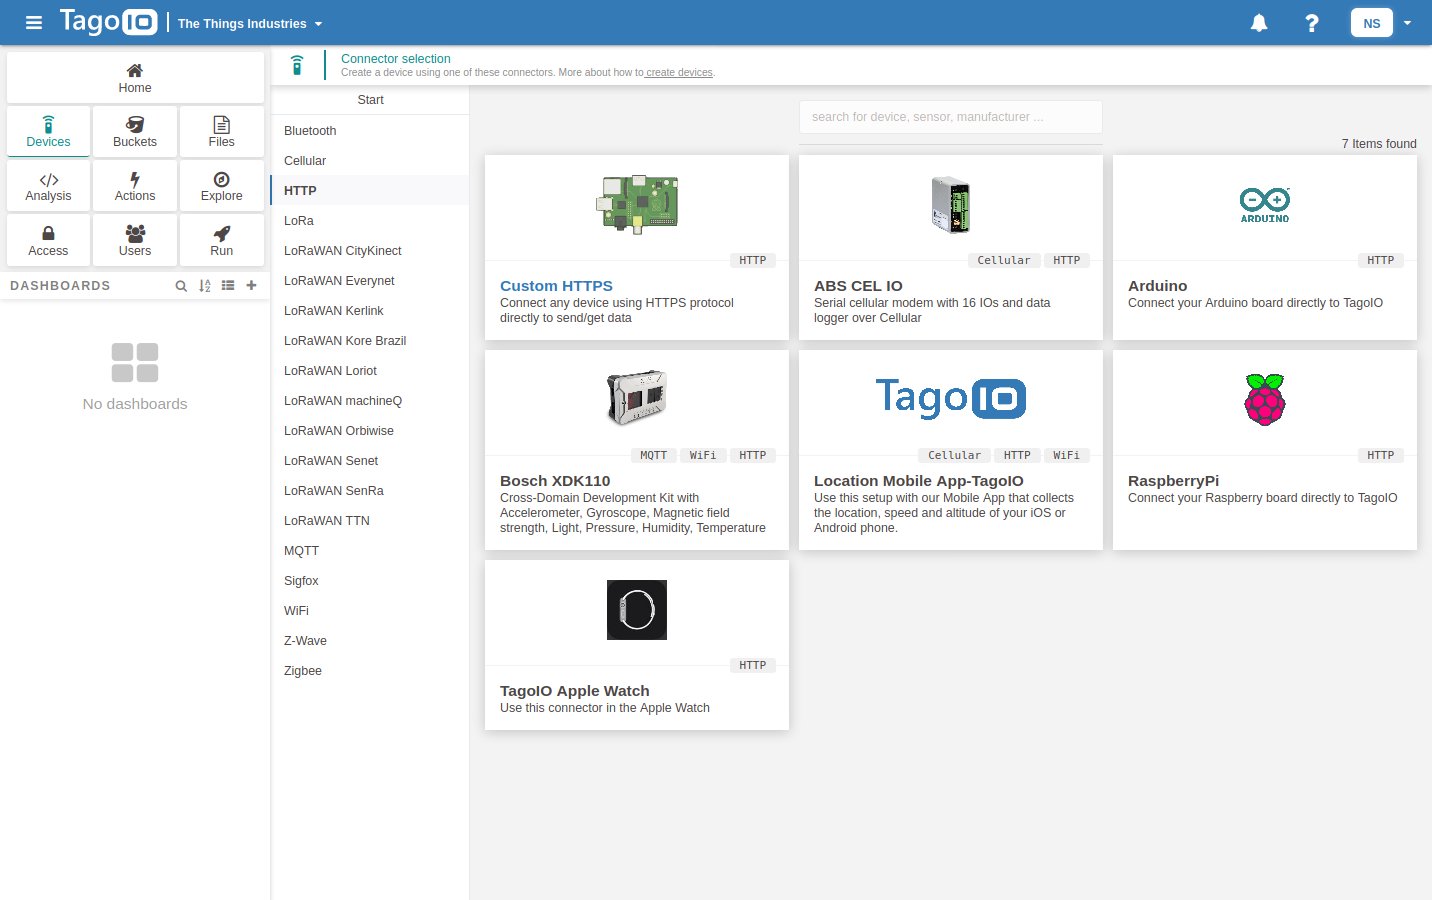 TagoIO
The Things Industries
NS
Connector selection
Create a device using one of these connectors. More about how to create devices.
Home
Devices
Buckets
Files
Analysis
Actions
Explore
Access
Users
Run
DASHBOARDS
No dashboards
Start
Bluetooth
Cellular
HTTP
LoRa
LoRaWAN CityKinect
LoRaWAN Everynet
LoRaWAN Kerlink
LoRaWAN Kore Brazil
LoRaWAN Loriot
LoRaWAN machineQ
LoRaWAN Orbiwise
LoRaWAN Senet
LoRaWAN SenRa
LoRaWAN TTN
MQTT
Sigfox
WiFi
Z-Wave
Zigbee
search for device, sensor, manufacturer ...
7 Items found
HTTP
Custom HTTPS
Connect any device using HTTPS protocol
directly to send/get data
Cellular HTTP
ABS CEL IO
Serial cellular modem with 16 IOs and data
logger over Cellular
ARDUINO
HTTP
Arduino
Connect your Arduino board directly to TagoIO
MQTT WiFi HTTP
Bosch XDK110
Cross-Domain Development Kit with
Accelerometer, Gyroscope, Magnetic field
strength, Light, Pressure, Humidity, Temperature
TagoIO
Cellular HTTP WiFi
Location Mobile App-TagoIO
Use this setup with our Mobile App that collects
the location, speed and altitude of your iOS or
Android phone.
HTTP
RaspberryPi
Connect your Raspberry board directly to TagoIO
HTTP
TagoIO Apple Watch
Use this connector in the Apple Watch